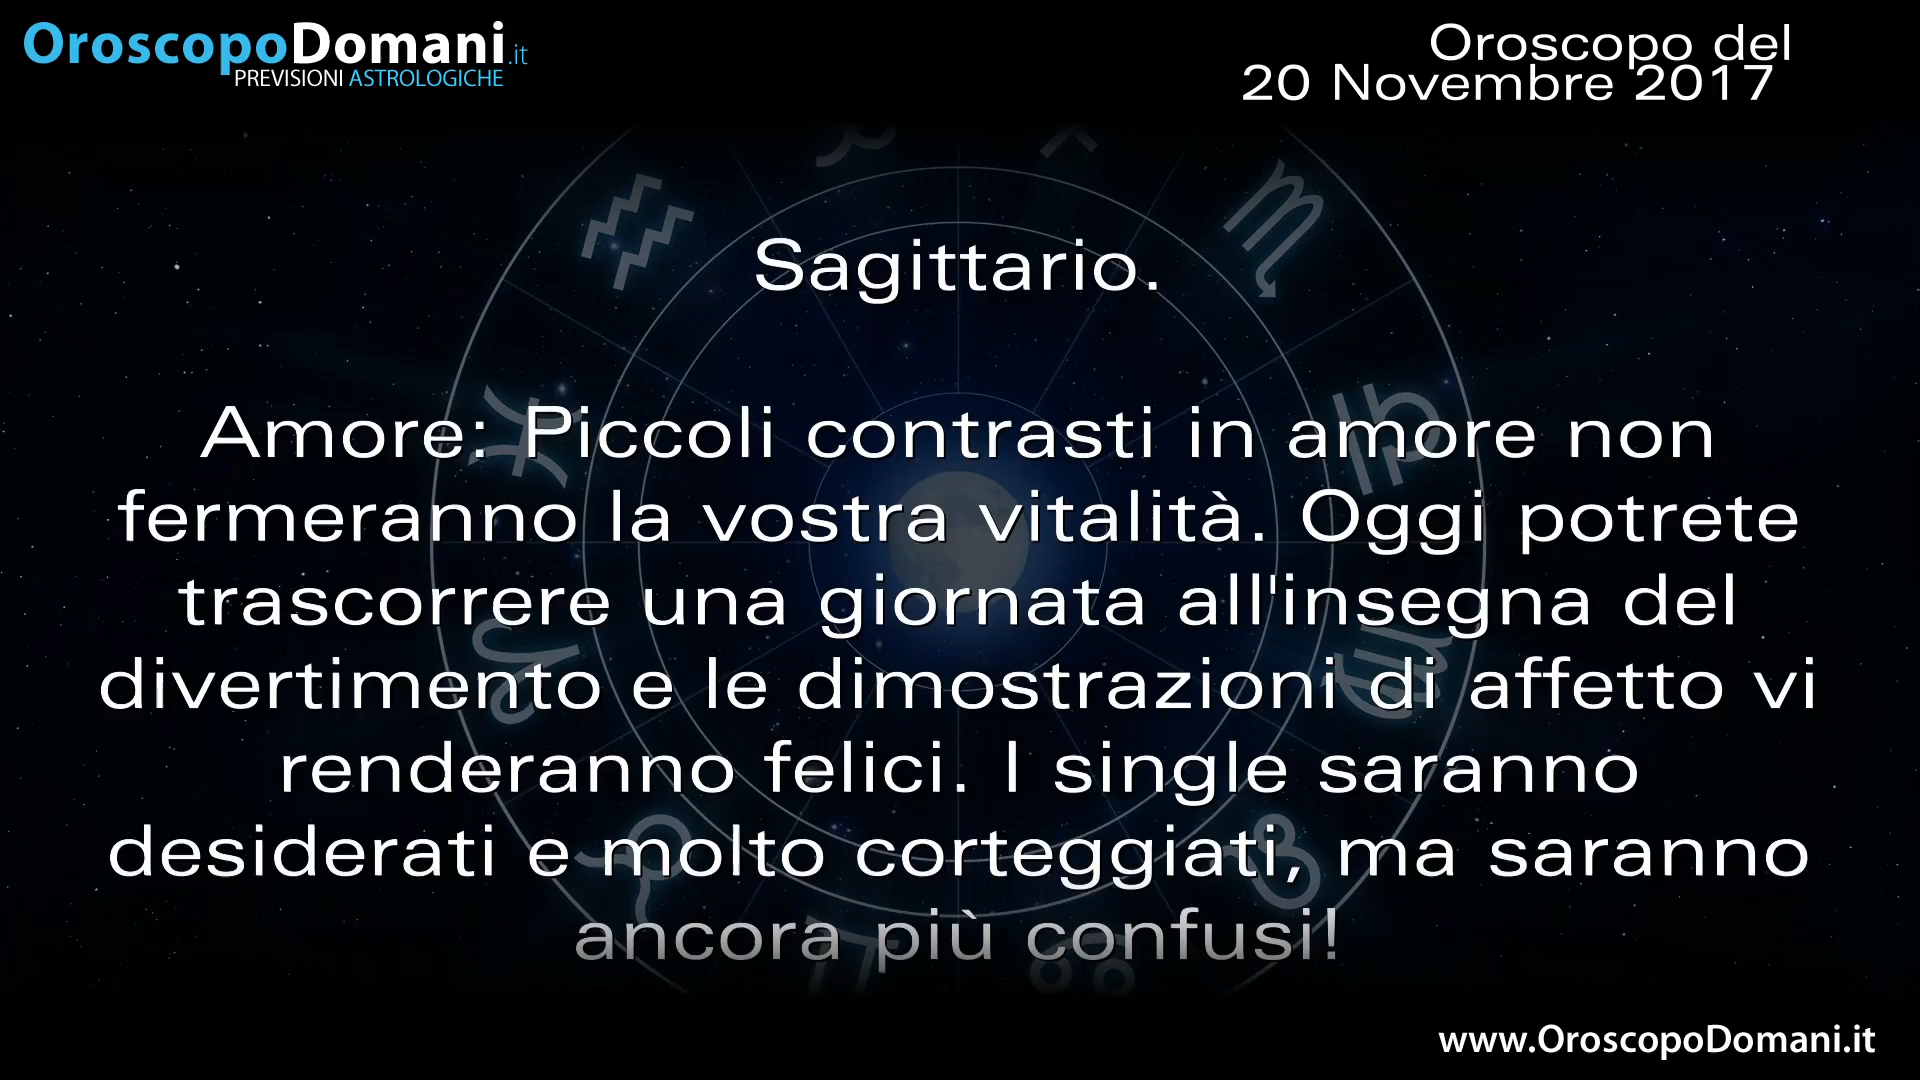 OroscopoDomani.it
PREVISIONI ASTROLOGICHE
Oroscopo del
20 Novembre 2017
Sagittario.
Amore: Piccoli contrasti in amore non
fermeranno la vostra vitalità. Oggi potrete
trascorrere una giornata all'insegna del
divertimento e le dimostrazioni di affetto vi
renderanno felici. I single saranno
desiderati e molto corteggiati, ma saranno
ancora più confusi!
www.OroscopoDomani.it